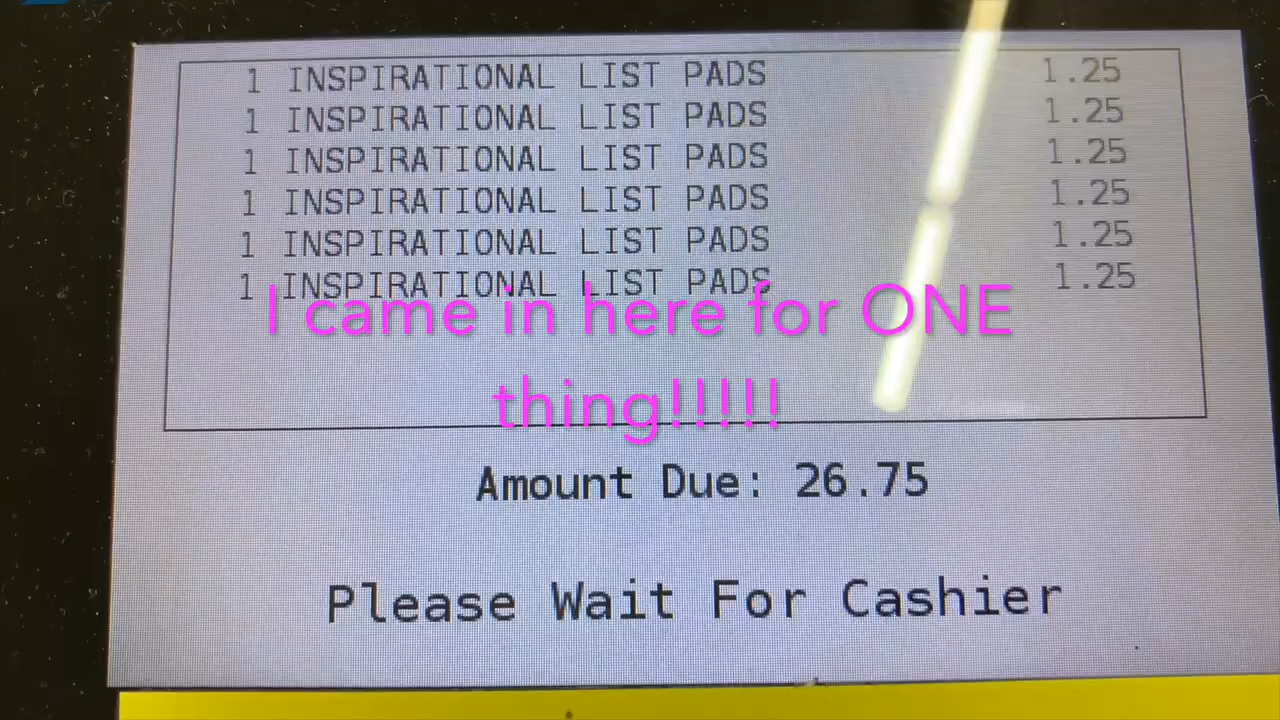 1 INSPIRATIONAL LIST PADS 1.25
1 INSPIRATIONAL LIST PADS 1.25
1 INSPIRATIONAL LIST PADS 1.25
1 INSPIRATIONAL LIST PADS 1.25
1 INSPIRATIONAL LIST PADS 1.25
1 INSPIRATIONAL LIST PADS 1.25
I came in here for ONE
thing!!!!!
Amount Due: 26.75
Please Wait For Cashier